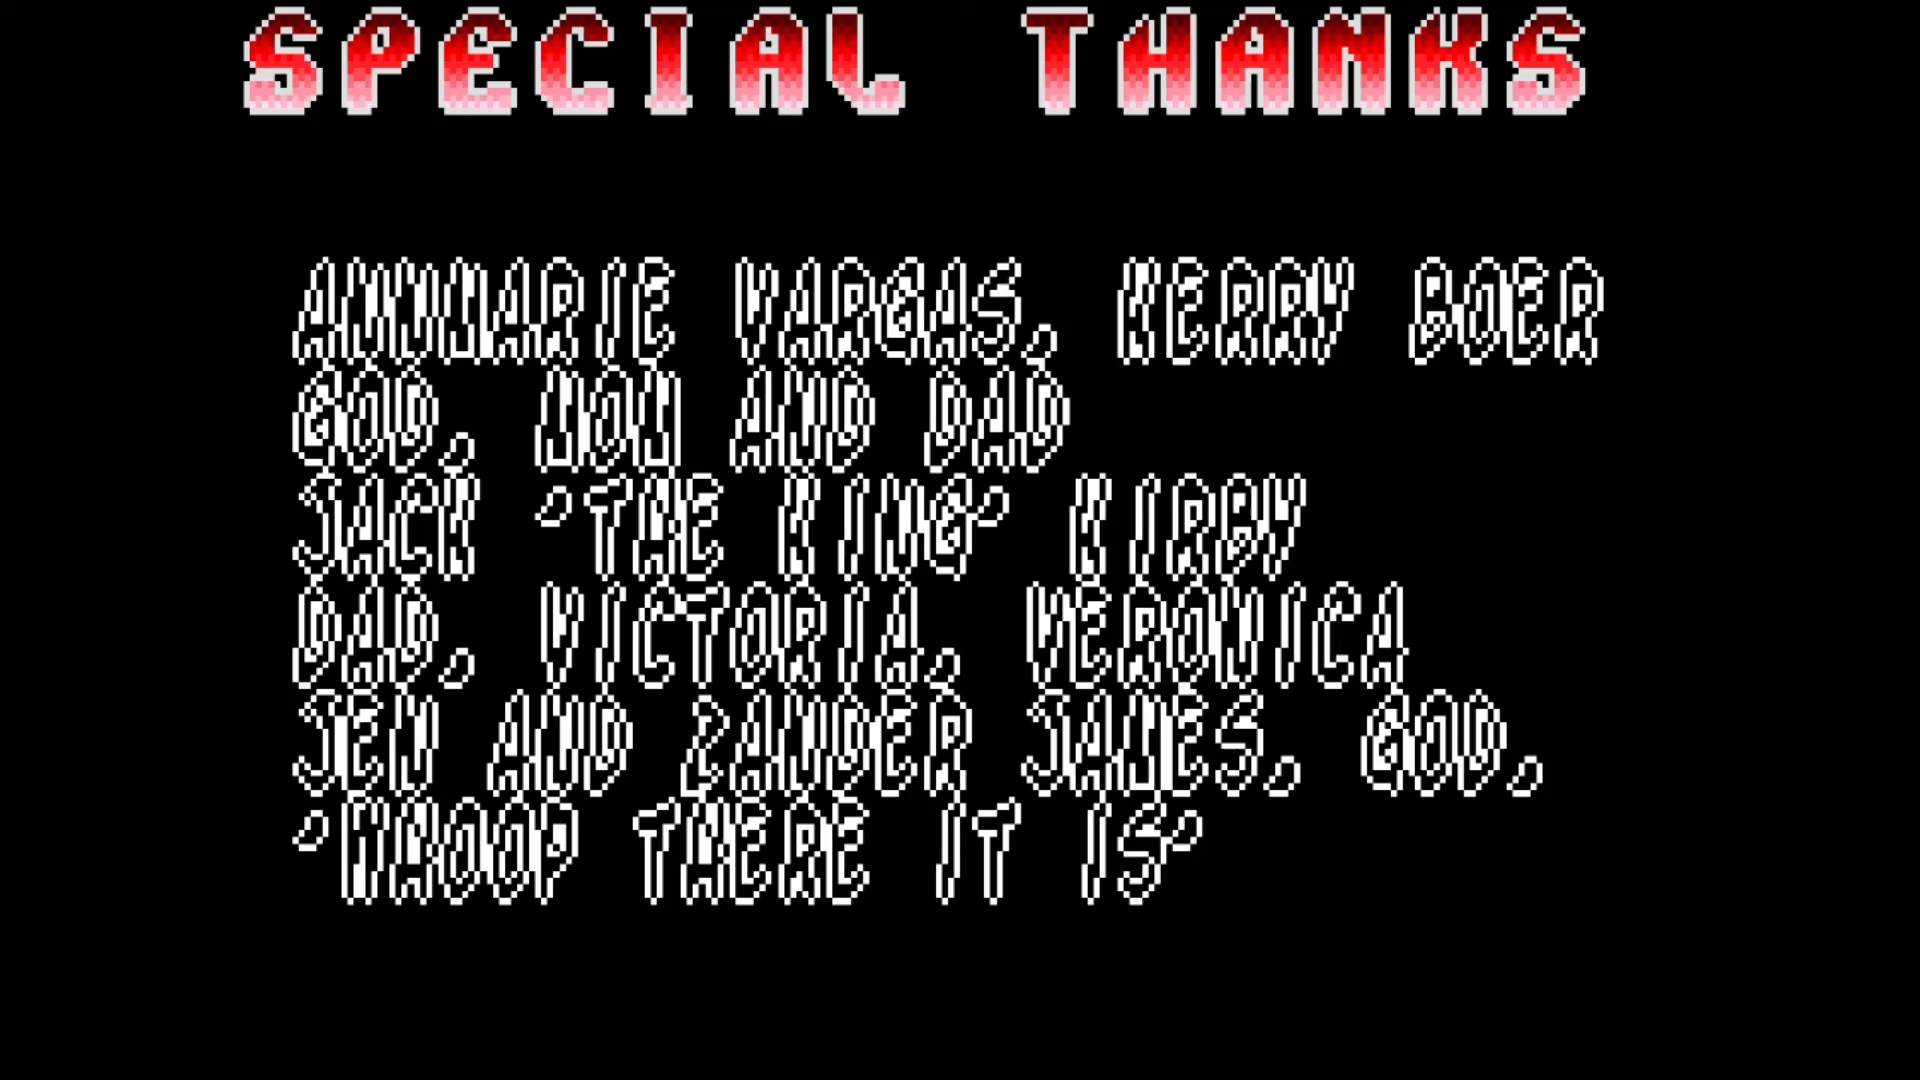 SPECIAL THANKS
ANNMARIE VARGAS, KERRY BOER
GOD, MOM AND DAD
JACK 'THE KING' KIRBY
DAD, VICTORIA, VERONICA
JEN AND ZANDER JAMES, GOD,
'WHOOP THERE IT IS'